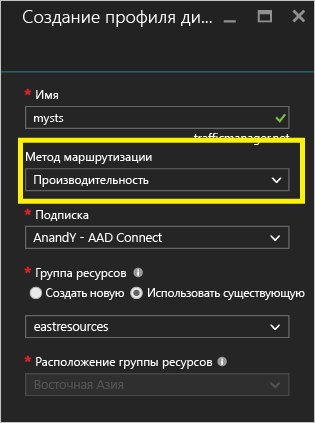 Создание профиля ди...
* Имя
mysts
.trafficmanager.net
Метод маршрутизации
Производительность
* Подписка
AnandY - AAD Connect
* Группа ресурсов
Создать новую Использовать существующую
eastresources
* Расположение группы ресурсов
Восточная Азия